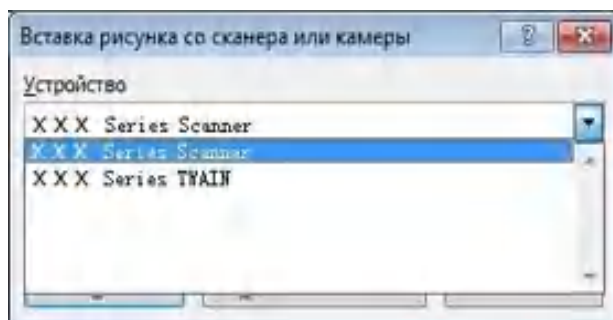 Вставка рисунка со сканера или камеры
Устройство
X X X Series Scanner
X X X Series Scanner
X X X Series TWAIN